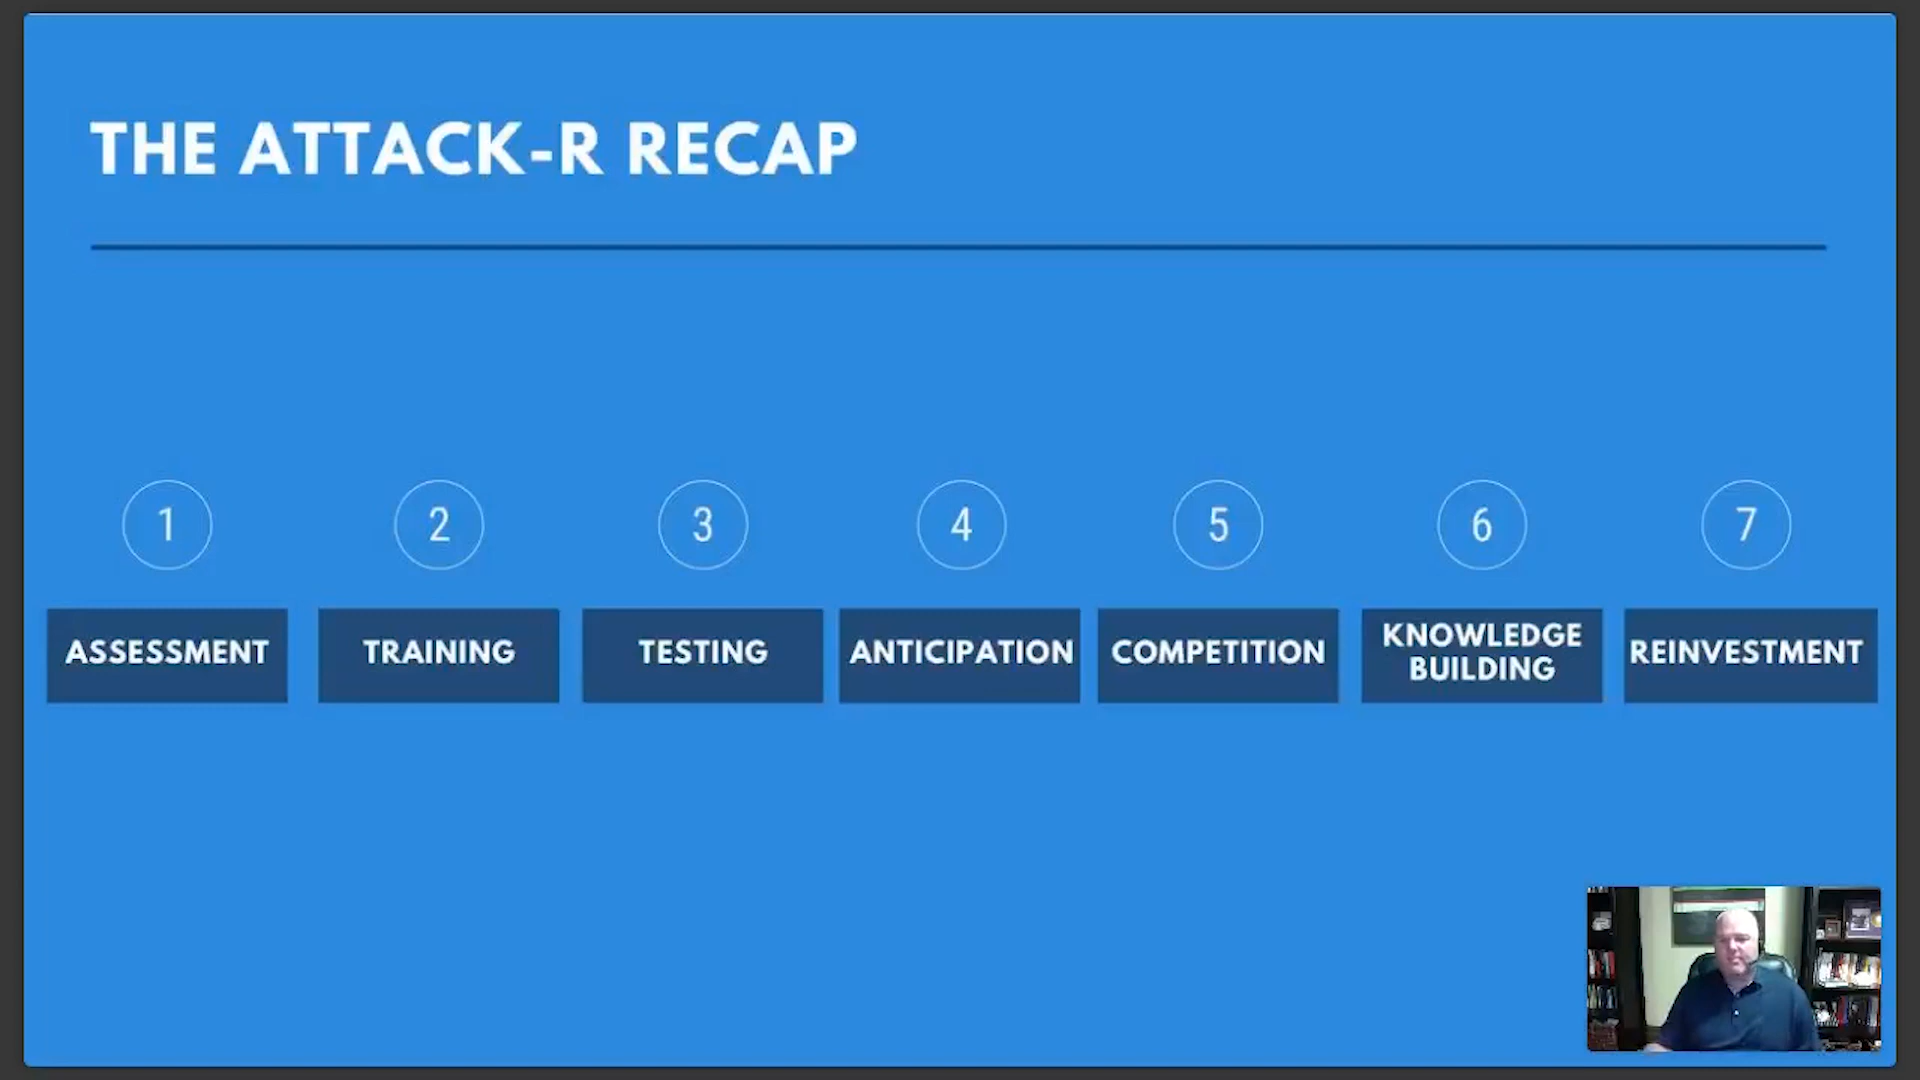 THE ATTACK-R RECAP
1
2
3
4
5
6
7
ASSESSMENT
TRAINING
TESTING
ANTICIPATION
COMPETITION
KNOWLEDGE
BUILDING
REINVESTMENT